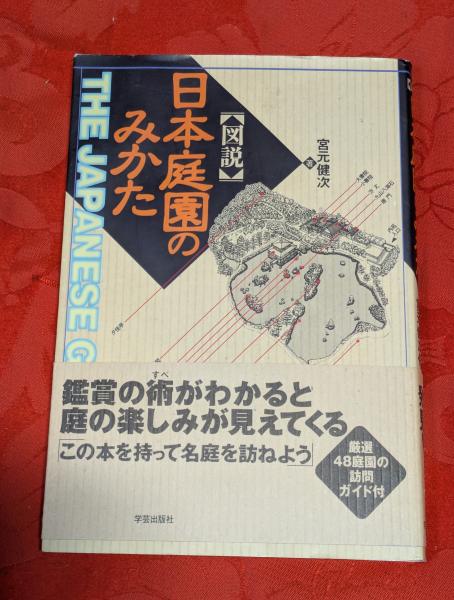 THE JAPANESE G
【図説】
日本庭園の
みかた
宮元健次
著
すべ
鑑賞の術がわかると
庭の楽しみが見えてくる
「この本を持って名庭を訪ねよう」
厳選
48庭園の
訪問
ガイド付
学芸出版社